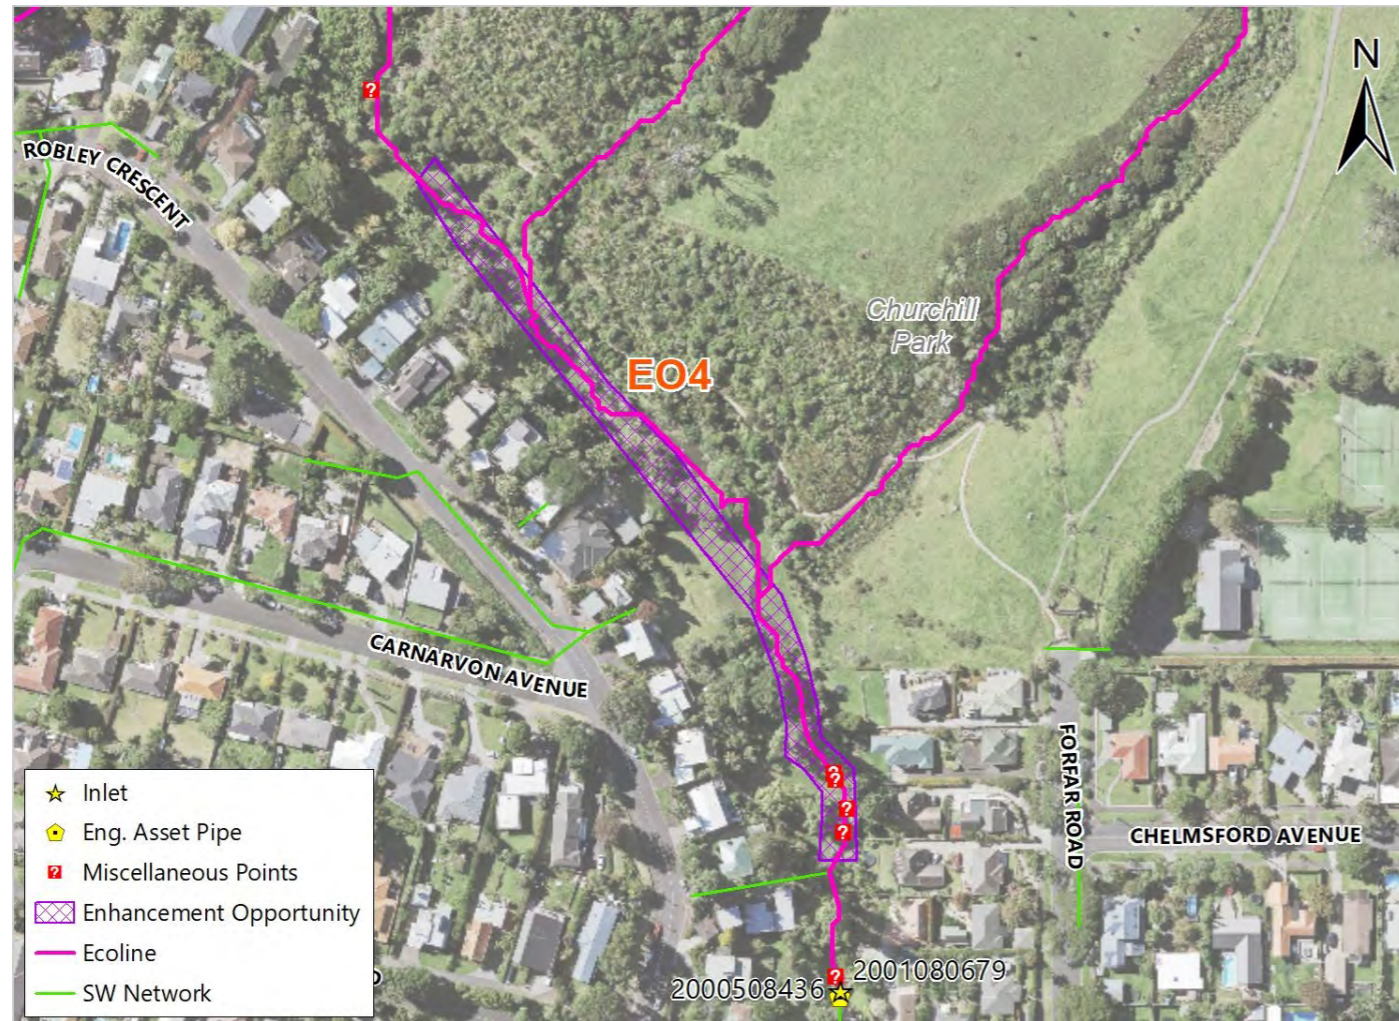 N
ROBLEY CRESCENT
Churchill
Park
EO4
CARNARVON AVENUE
FORFAR ROAD
CHELMSFORD AVENUE
Inlet
Eng. Asset Pipe
? Miscellaneous Points
Enhancement Opportunity
Ecoline
SW Network
2000508436
2001080679